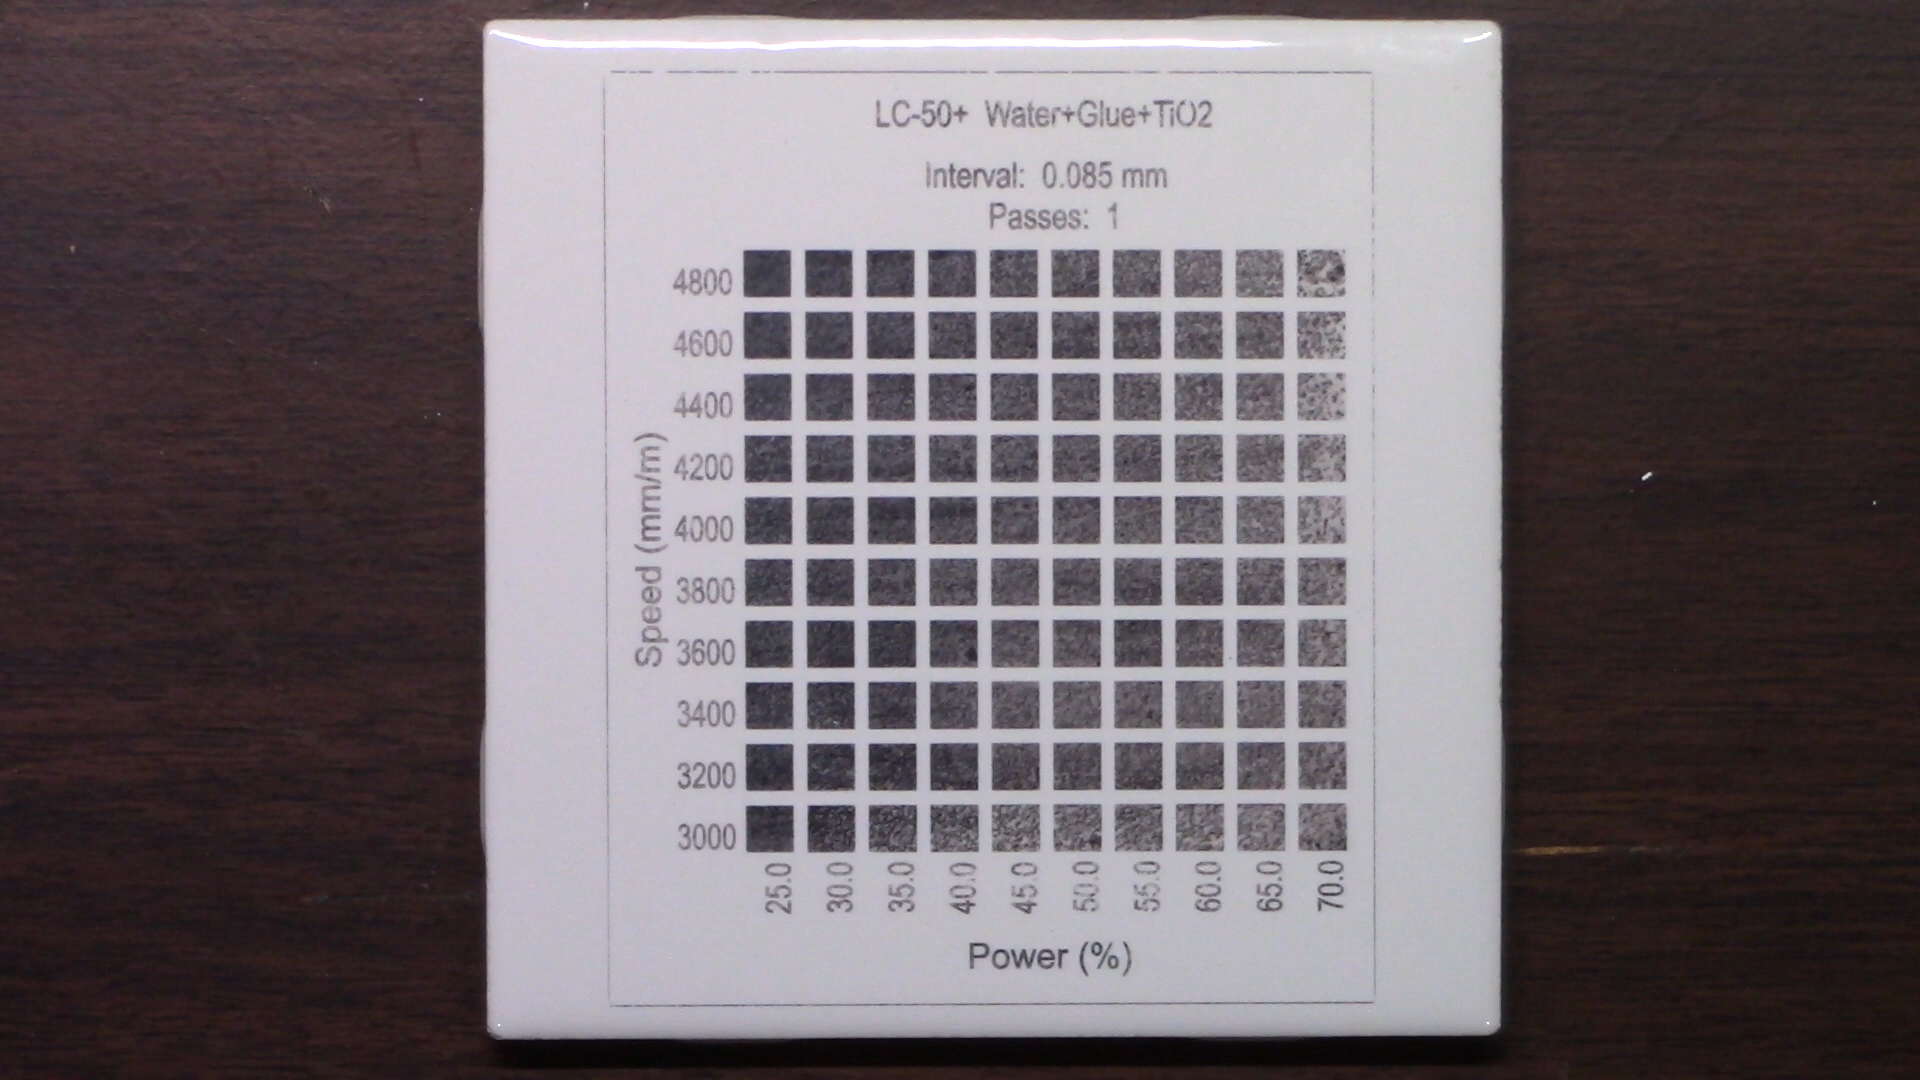 LC-50+ Water+Glue+TiO2
Interval: 0.085 mm
Passes: 1
Speed (mm/m)
4800
4600
4400
4200
4000
3800
3600
3400
3200
3000
25.0 30.0 35.0 40.0 45.0 50.0 55.0 60.0 65.0 70.0
Power (%)